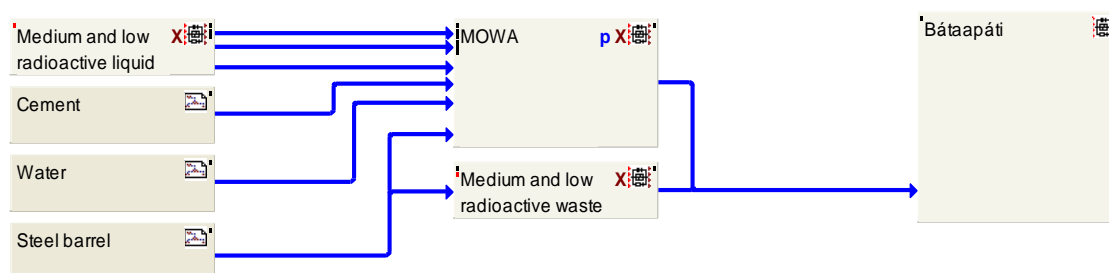 Medium and low X
radioactive liquid
Cement
Water
Steel barrel
MOWA p X
Medium and low X
radioactive waste
Bátaapáti